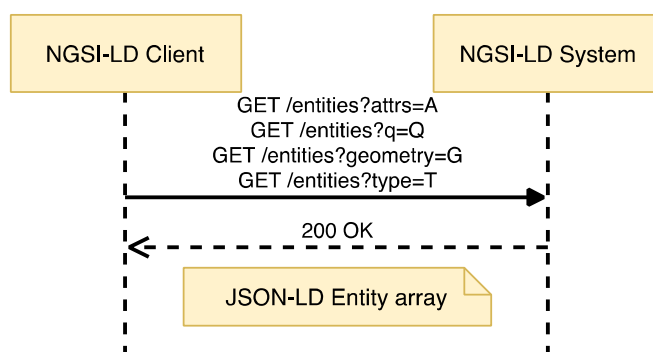 NGSI-LD Client
NGSI-LD System
GET /entities?attrs=A
GET /entities?q=Q
GET /entities?geometry=G
GET /entities?type=T
200 OK
JSON-LD Entity array